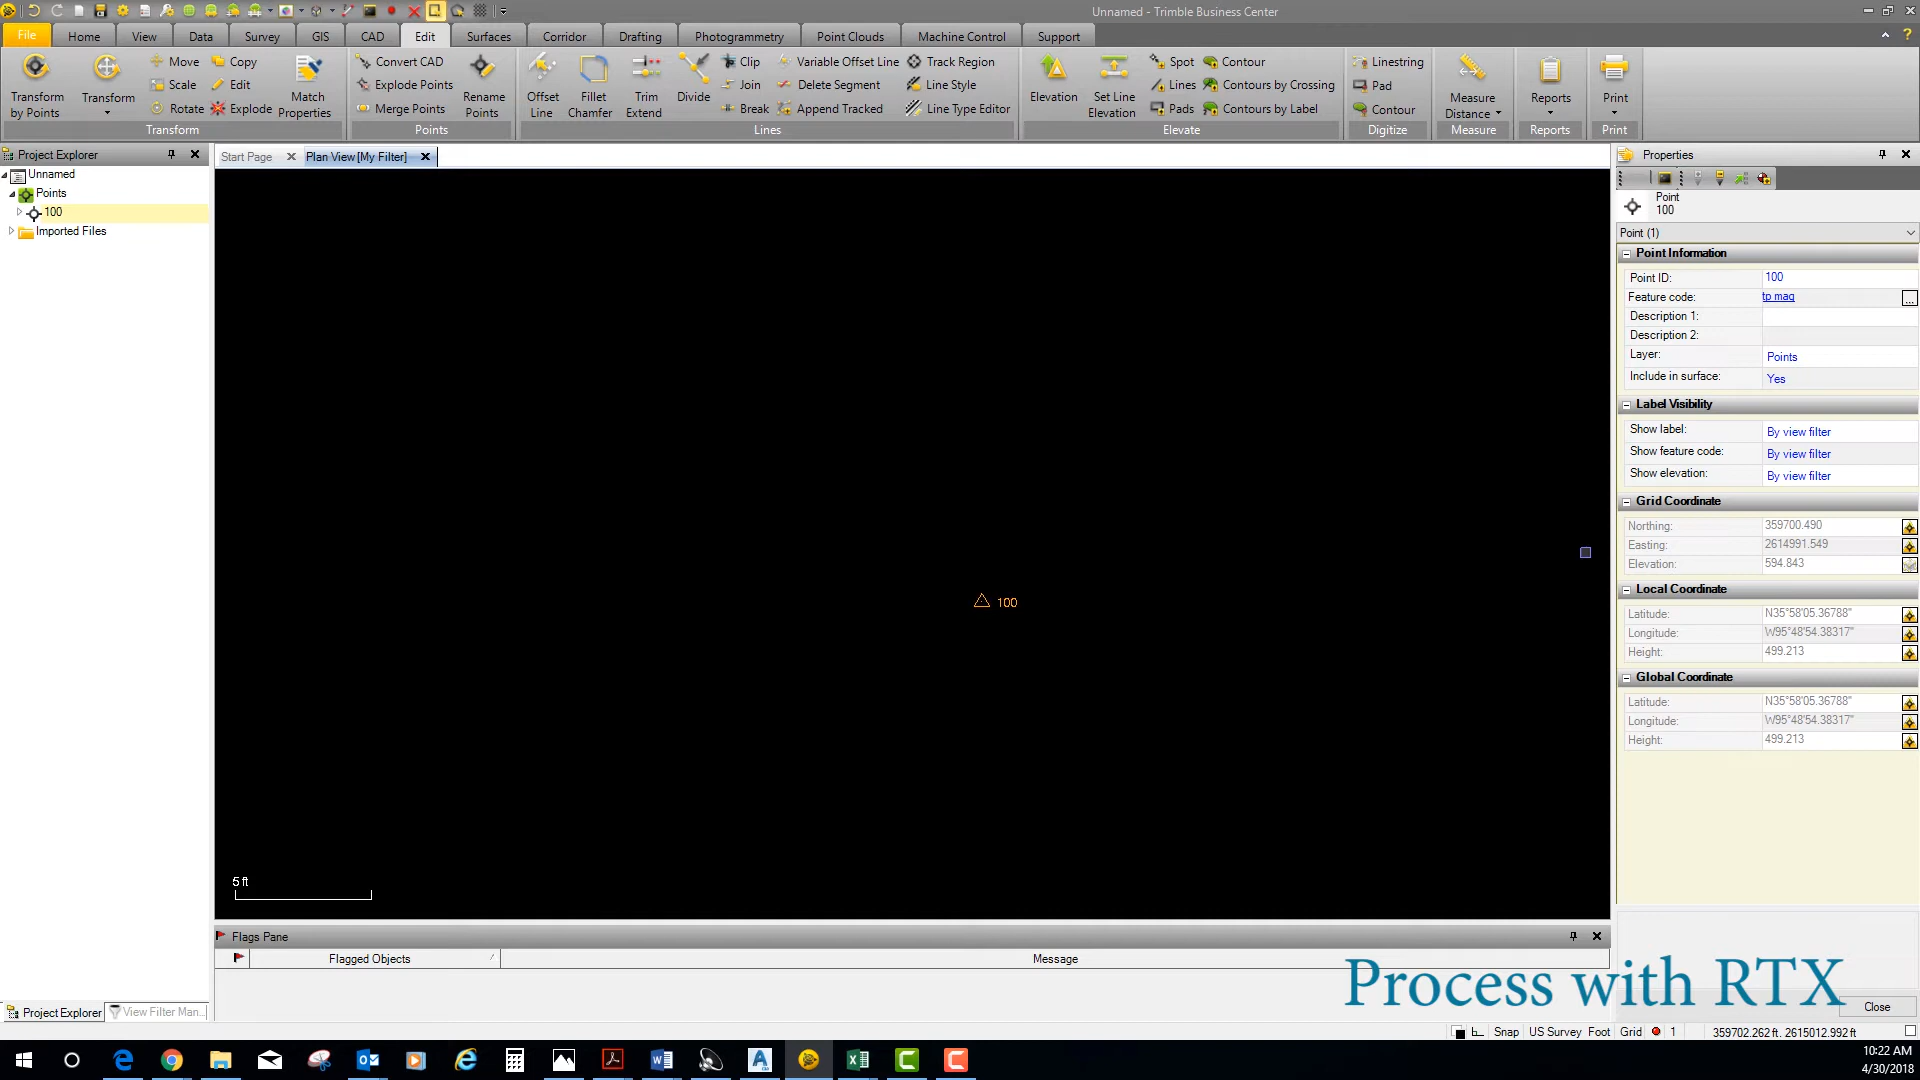 Unnamed - Trimble Business Center
File Home View Data Survey GIS CAD Edit Surfaces Corridor Drafting Photogrammetry Point Clouds Machine Control Support
Transform by Points
Transform
Move
Scale
Rotate
Copy
Edit
Explode
Match Properties
Transform
Convert CAD
Explode Points
Merge Points
Rename Points
Points
Offset Line
Fillet Chamfer
Trim Extend
Divide
Clip
Join
Break
Variable Offset Line
Delete Segment
Append Tracked
Track Region
Line Style
Line Type Editor
Lines
Elevation
Set Line Elevation
Spot
Lines
Pads
Contour
Contours by Crossing
Contours by Label
Elevate
Linestring
Pad
Contour
Digitize
Measure Distance
Measure
Reports
Reports
Print
Print
Project Explorer
Unnamed
Points
100
Imported Files
Start Page
Plan View [My Filter]
100
5 ft
Properties
Point
100
Point (1)
Point Information
Point ID: 100
Feature code: tp mag
Description 1:
Description 2:
Layer: Points
Include in surface: Yes
Label Visibility
Show label: By view filter
Show feature code: By view filter
Show elevation: By view filter
Grid Coordinate
Northing: 359700.490
Easting: 2614991.549
Elevation: 594.843
Local Coordinate
Latitude: N35°58'05.36788"
Longitude: W95°48'54.38317"
Height: 499.213
Global Coordinate
Latitude: N35°58'05.36788"
Longitude: W95°48'54.38317"
Height: 499.213
Flags Pane
Flagged Objects
Message
Process with RTX
Close
Project Explorer
View Filter Man...
Snap US Survey Foot Grid 1 359702.262 ft, 2615012.992 ft
10:22 AM
4/30/2018